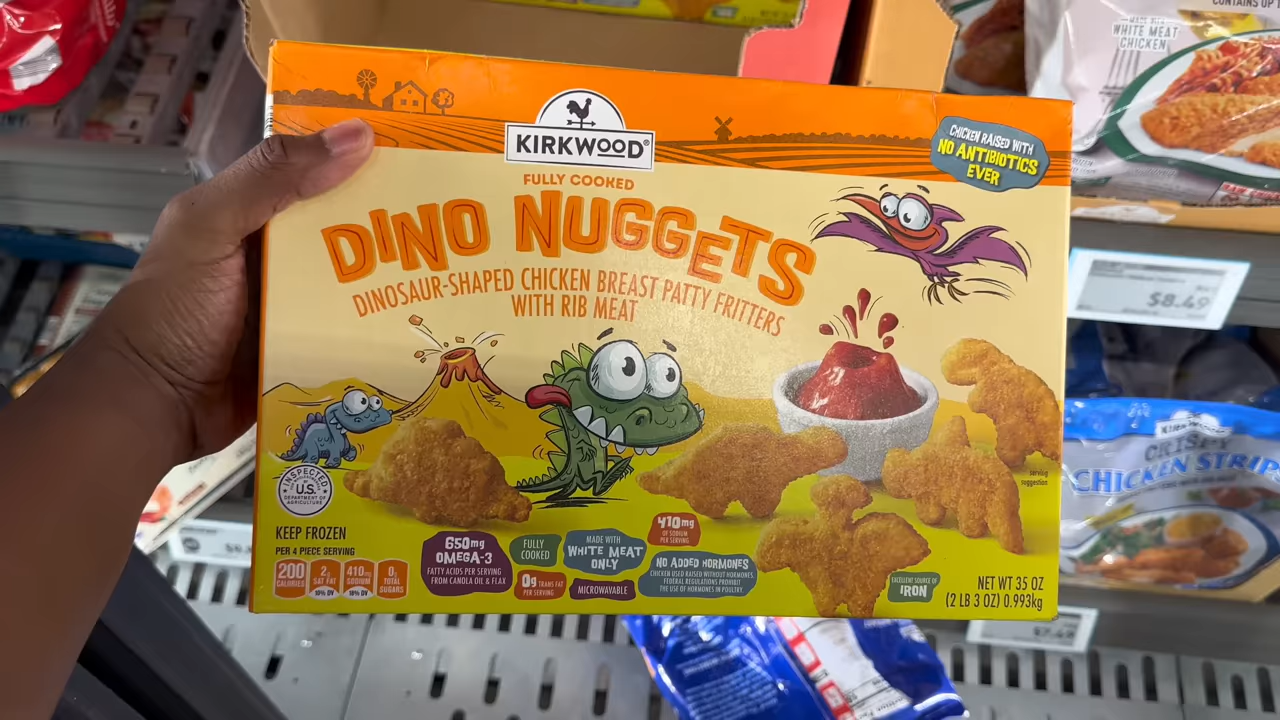 KIRKWOOD®
FULLY COOKED
DINO NUGGETS
DINOSAUR-SHAPED CHICKEN BREAST PATTY FRITTERS
WITH RIB MEAT
CHICKEN RAISED WITH
NO ANTIBIOTICS
EVER
serving
suggestion
INSPECTED
U.S.
DEPARTMENT OF
AGRICULTURE
KEEP FROZEN
PER 4 PIECE SERVING
200
CALORIES
2g
SAT FAT
10% DV
410mg
SODIUM
18% DV
0g
TOTAL
SUGARS
650mg
OMEGA-3
FATTY ACIDS PER SERVING
FROM CANOLA OIL & FLAX
FULLY
COOKED
0g TRANS FAT
PER SERVING
MADE WITH
WHITE MEAT
ONLY
MICROWAVABLE
410mg
OF SODIUM
PER SERVING
NO ADDED HORMONES
CHICKEN RAISED WITHOUT HORMONES.
FEDERAL REGULATIONS PROHIBIT
THE USE OF HORMONES IN POULTRY.
EXCELLENT SOURCE OF
IRON
NET WT 35 OZ
(2 LB 3 OZ) 0.993kg
CONTAINS UP T
MADE WITH
WHITE MEAT
CHICKEN
$8.49
CRISPY
CHICKEN STRIP